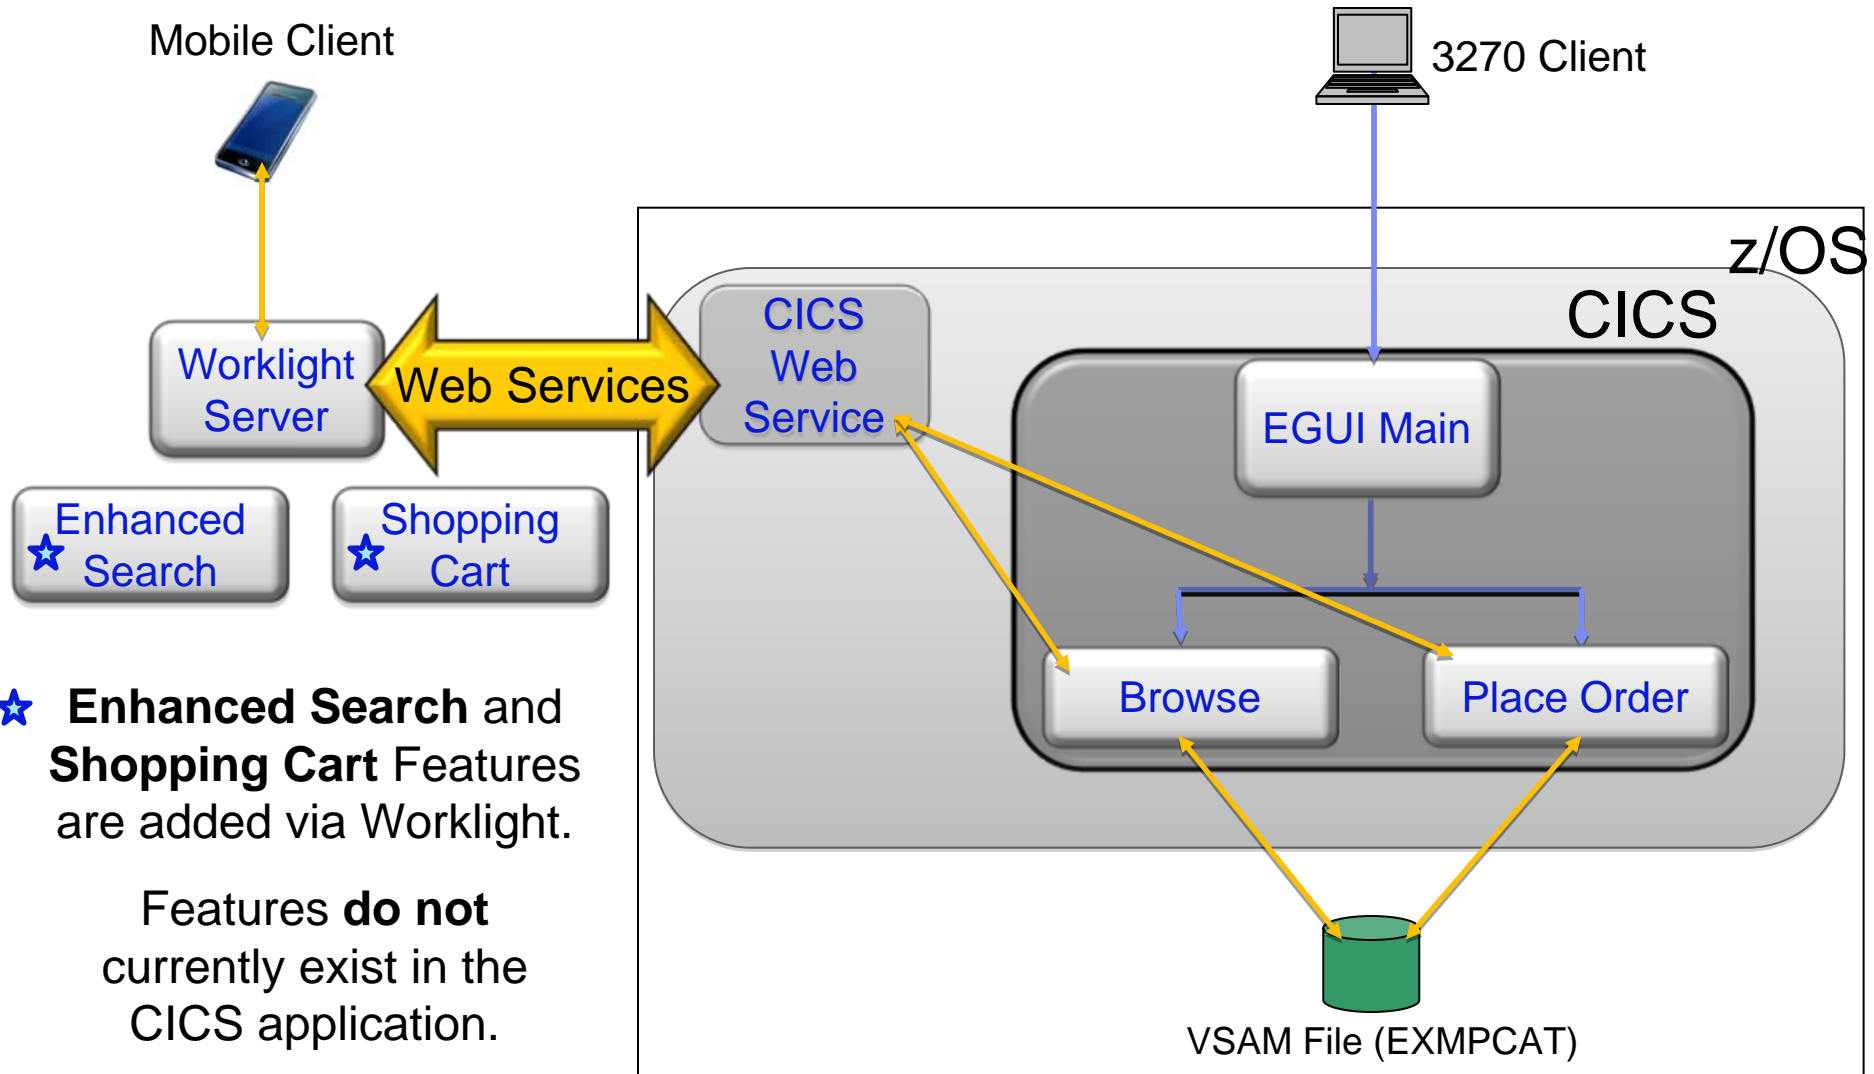 Mobile Client
3270 Client
z/OS
CICS
CICS
Web
Service
Worklight
Server
Web Services
EGUI Main
Enhanced
Search
Shopping
Cart
Browse
Place Order
Enhanced Search and
Shopping Cart Features
are added via Worklight.
Features do not
currently exist in the
CICS application.
VSAM File (EXMPCAT)